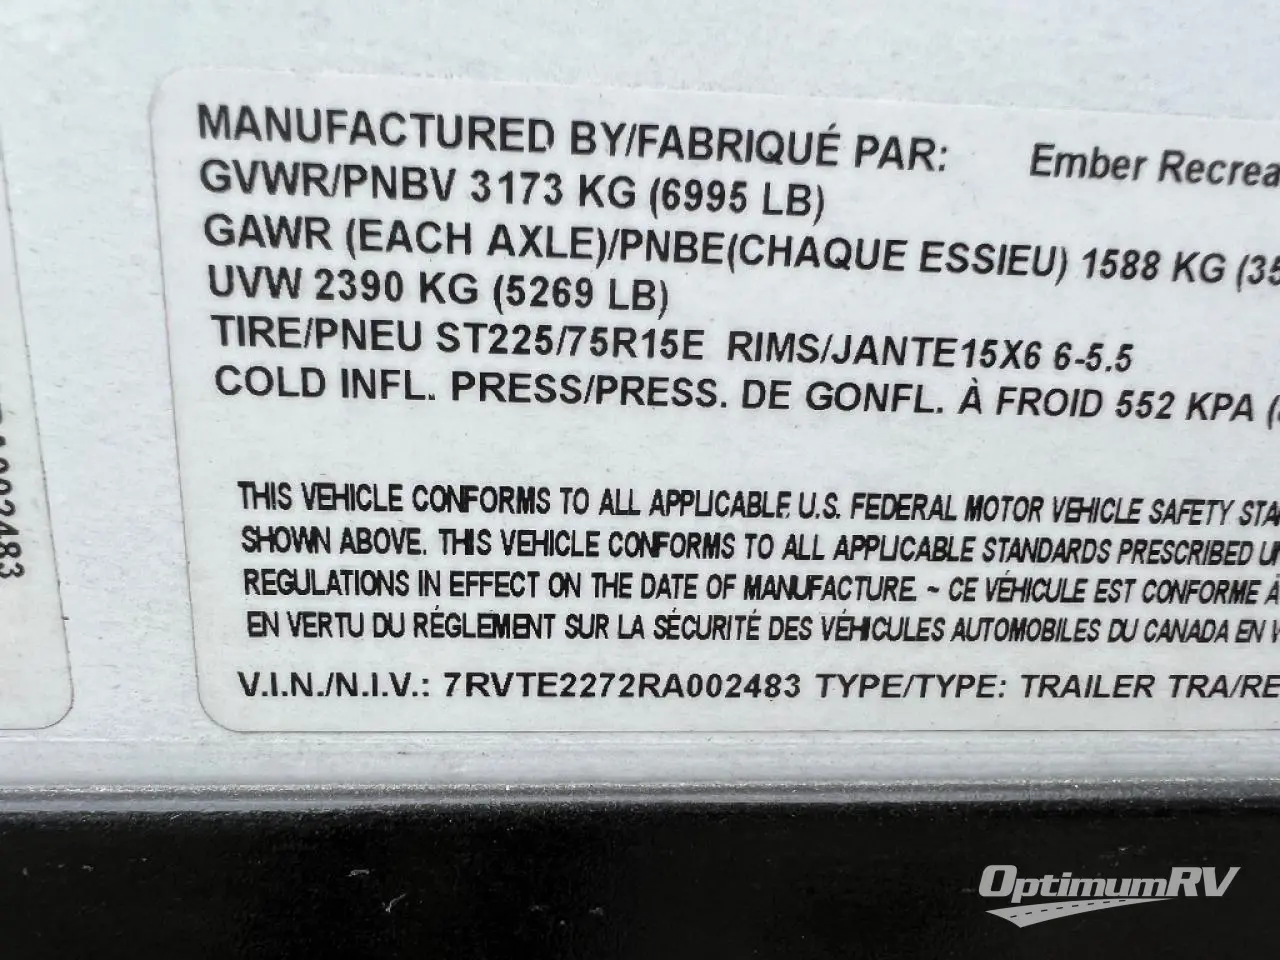 MANUFACTURED BY/FABRIQUÉ PAR: Ember Recrea
GVWR/PNBV 3173 KG (6995 LB)
GAWR (EACH AXLE)/PNBE(CHAQUE ESSIEU) 1588 KG (35
UVW 2390 KG (5269 LB)
TIRE/PNEU ST225/75R15E RIMS/JANTE15X6 6-5.5
COLD INFL. PRESS/PRESS. DE GONFL. À FROID 552 KPA (
THIS VEHICLE CONFORMS TO ALL APPLICABLE U.S. FEDERAL MOTOR VEHICLE SAFETY STA
SHOWN ABOVE. THIS VEHICLE CONFORMS TO ALL APPLICABLE STANDARDS PRESCRIBED U
REGULATIONS IN EFFECT ON THE DATE OF MANUFACTURE. ~ CE VÉHICULE EST CONFORME À
EN VERTU DU RÉGLEMENT SUR LA SÉCURITÉ DES VÉHICULES AUTOMOBILES DU CANADA EN V
V.I.N./N.I.V.: 7RVTE2272RA002483 TYPE/TYPE: TRAILER TRA/RE
A002483
OptimumRV